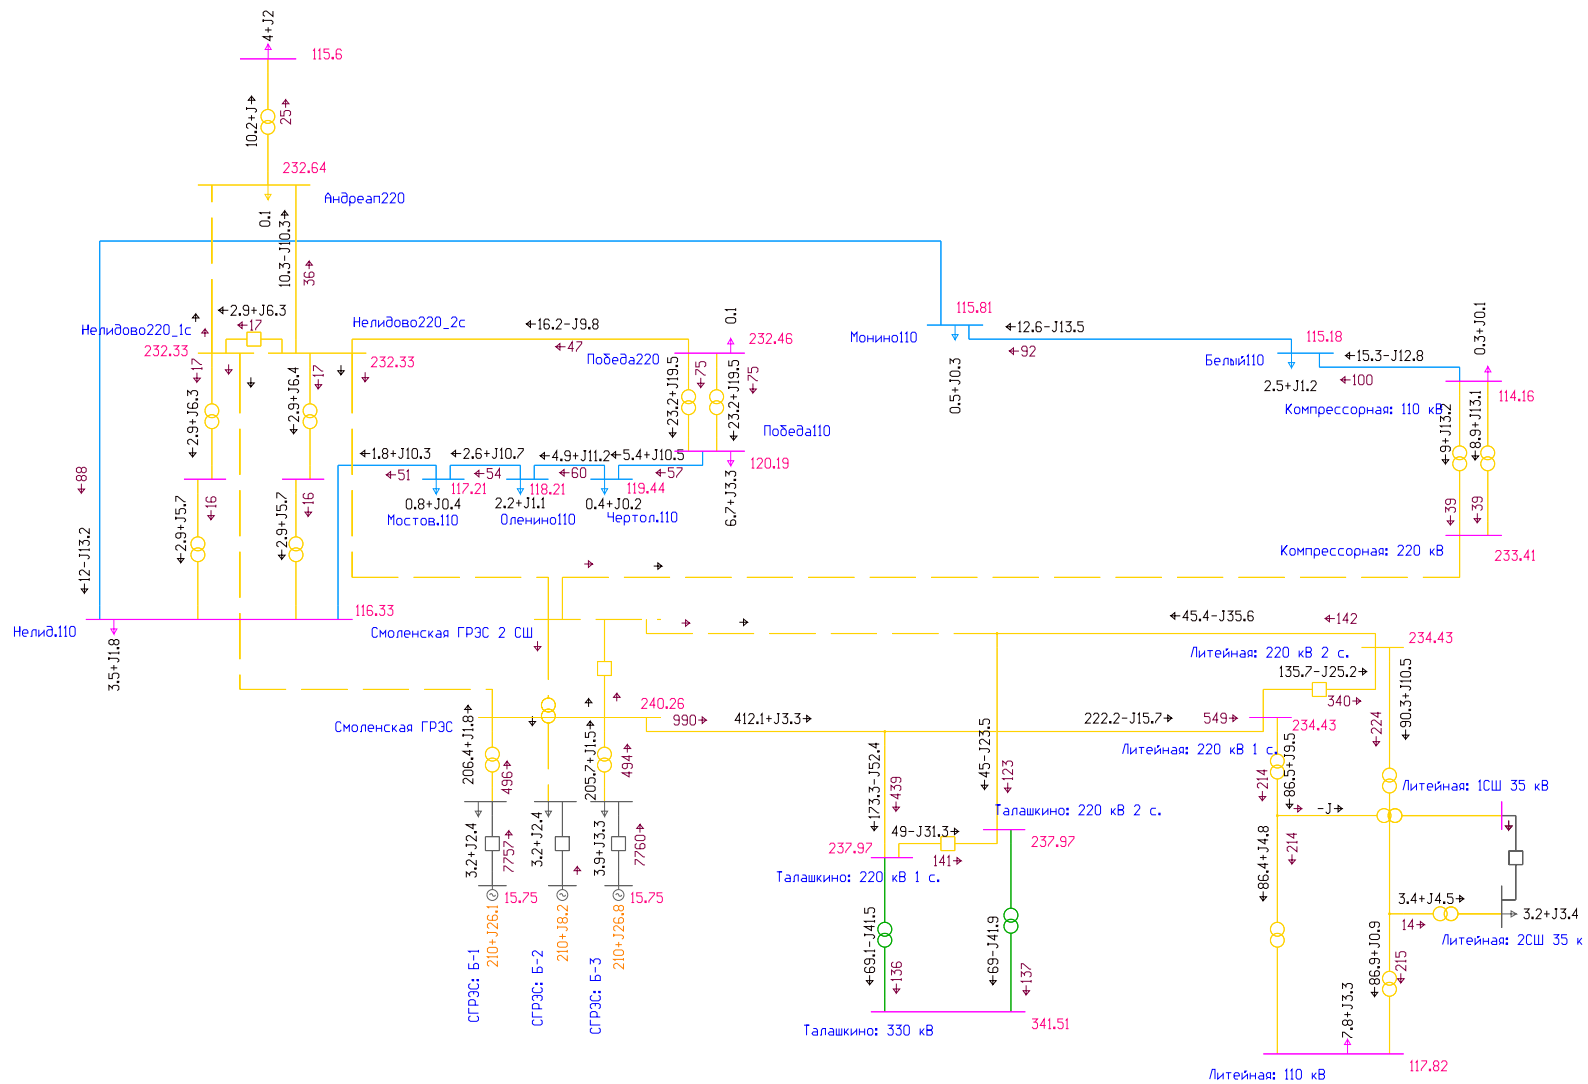 4+J2
115.6
10.2+J
25
232.64
Андреап220
0.1
10.3-J10.3
36
2.9+J6.3
17
Нелидово220_1с
232.33
Нелидово220_2с
232.33
16.2-J9.8
47
Победа220
0.1
232.46
115.81
Монино110
12.6-J13.5
92
0.5+J0.3
115.18
Белый110
15.3-J12.8
100
2.5+J1.2
0.3+J0.1
114.16
Компрессорная: 110 кВ
17
2.9+J6.3
17
2.9+J6.4
75
23.2+J19.5
75
23.2+J19.5
Победа110
120.19
6.7+J3.3
9+J13.2
8.9+J13.1
39
39
Компрессорная: 220 кВ
233.41
1.8+J10.3
51
2.6+J10.7
54
4.9+J11.2
60
5.4+J10.5
57
117.21
118.21
119.44
0.8+J0.4
2.2+J1.1
0.4+J0.2
Мостов.110
Оленино110
Чертол.110
88
16
16
2.9+J5.7
2.9+J5.7
12-J13.2
116.33
Нелид.110
3.5+J1.8
Смоленская ГРЭС 2 СШ
45.4-J35.6
142
234.43
Литейная: 220 кВ 2 с.
135.7-J25.2
340
Смоленская ГРЭС
240.26
990
412.1+J3.3
222.2-J15.7
549
234.43
Литейная: 220 кВ 1 с.
224
90.3+J10.5
206.4+J1.8
496
205.7+J1.5
494
173.3-J52.4
439
45-J23.5
123
214
86.5+J9.5
Литейная: 1СШ 35 кВ
-J
3.2+J2.4
7757
3.2+J2.4
3.9+J3.3
7760
15.75
15.75
Талашкино: 220 кВ 2 с.
49-J31.3
141
237.97
237.97
Талашкино: 220 кВ 1 с.
214
86.4+J4.8
3.4+J4.5
14
3.2+J3.4
Литейная: 2СШ 35 к
210+J26.1
210+J8.2
210+J26.8
СГРЭС: Б-1
СГРЭС: Б-2
СГРЭС: Б-3
69.1-J41.5
136
69-J41.9
137
Талашкино: 330 кВ
341.51
86.9+J0.9
215
7.8+J3.3
117.82
Литейная: 110 кВ